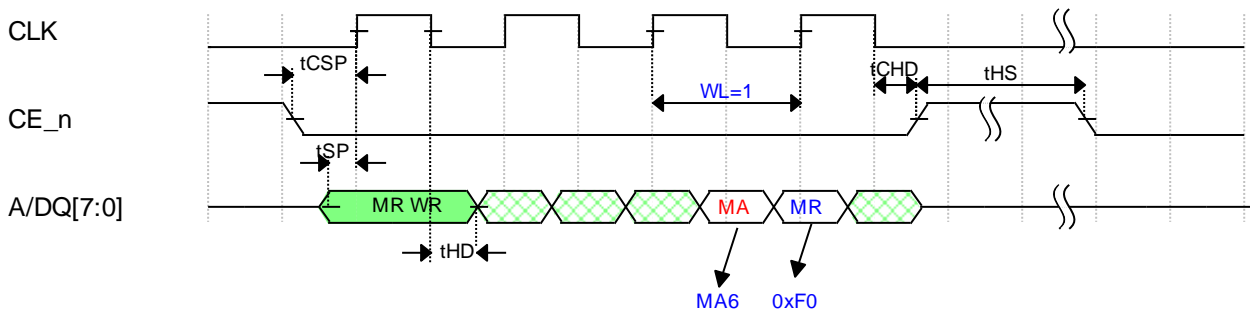 CLK
tCSP
tCHD
tHS
WL=1
CE_n
tSP
A/DQ[7:0]
MR WR
MA
MR
tHD
MA6
0xF0